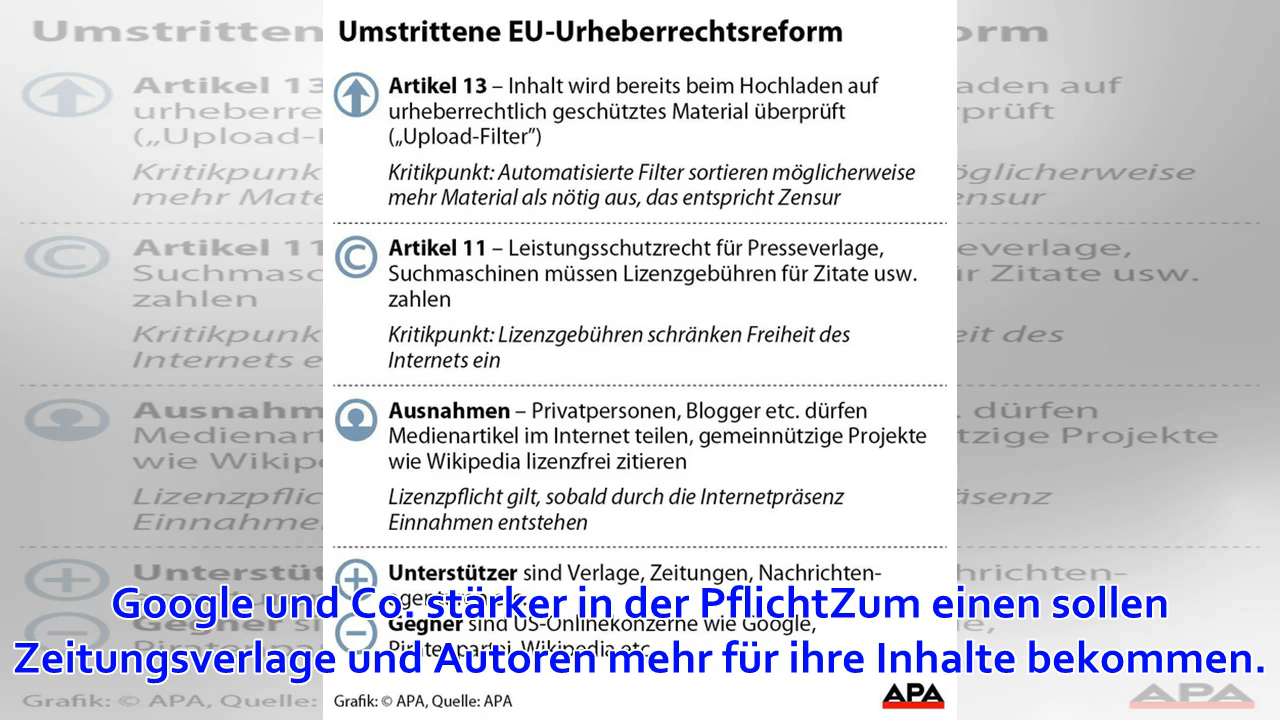 Umstrittene EU-Urheberrechtsreform
Artikel 13 – Inhalt wird bereits beim Hochladen auf
urheberrechtlich geschütztes Material überprüft
(„Upload-Filter”)
Kritikpunkt: Automatisierte Filter sortieren möglicherweise
mehr Material als nötig aus, das entspricht Zensur
Artikel 11 – Leistungsschutzrecht für Presseverlage,
Suchmaschinen müssen Lizenzgebühren für Zitate usw.
zahlen
Kritikpunkt: Lizenzgebühren schränken Freiheit des
Internets ein
Ausnahmen – Privatpersonen, Blogger etc. dürfen
Medienartikel im Internet teilen, gemeinnützige Projekte
wie Wikipedia lizenzfrei zitieren
Lizenzpflicht gilt, sobald durch die Internetpräsenz
Einnahmen entstehen
Unterstützer sind Verlage, Zeitungen, Nachrichten-
Google und Co. stärker in der PflichtZum einen sollen
Gegner sind US-Onlinekonzerne wie Google,
Zeitungsverlage und Autoren mehr für ihre Inhalte bekommen.
Grafik: © APA, Quelle: APA
APA